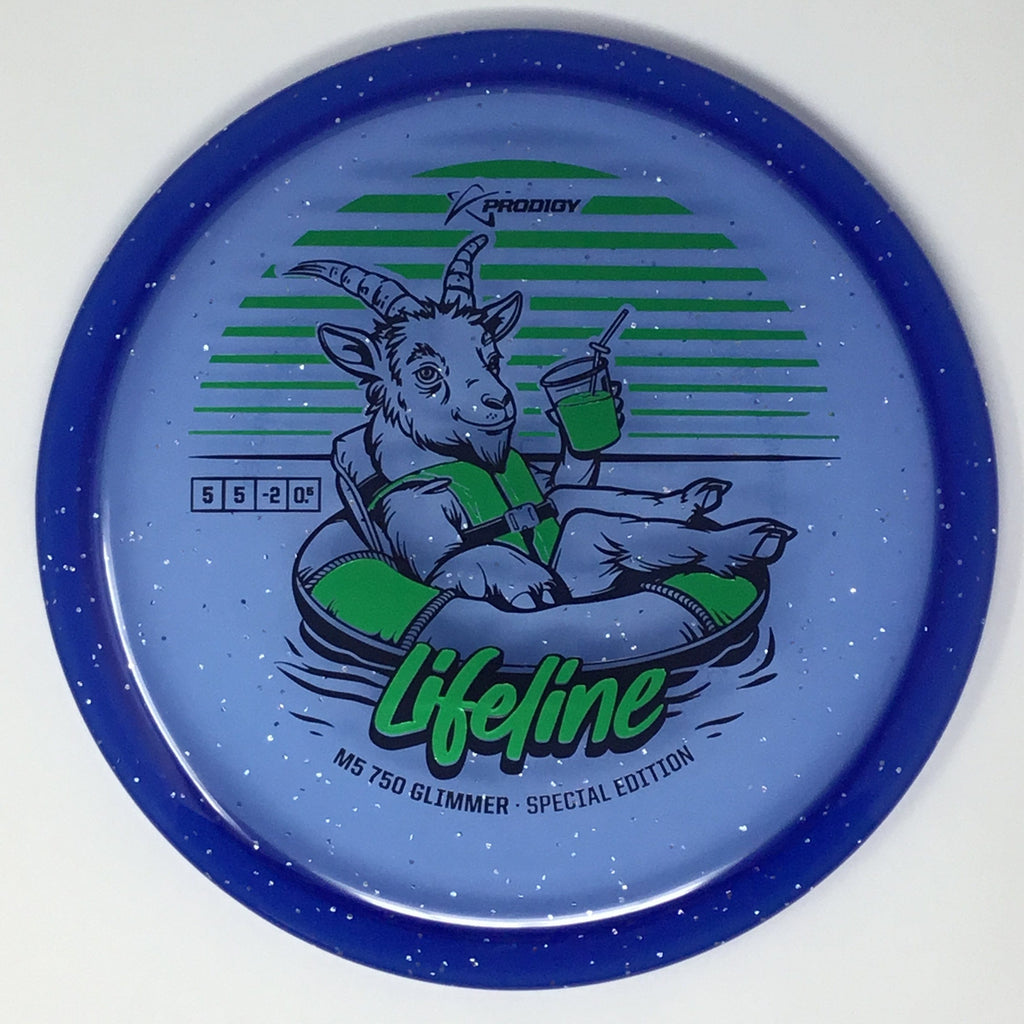 PRODIGY
5 5 -2 0.5
Lifeline
M5 750 GLIMMER · SPECIAL EDITION